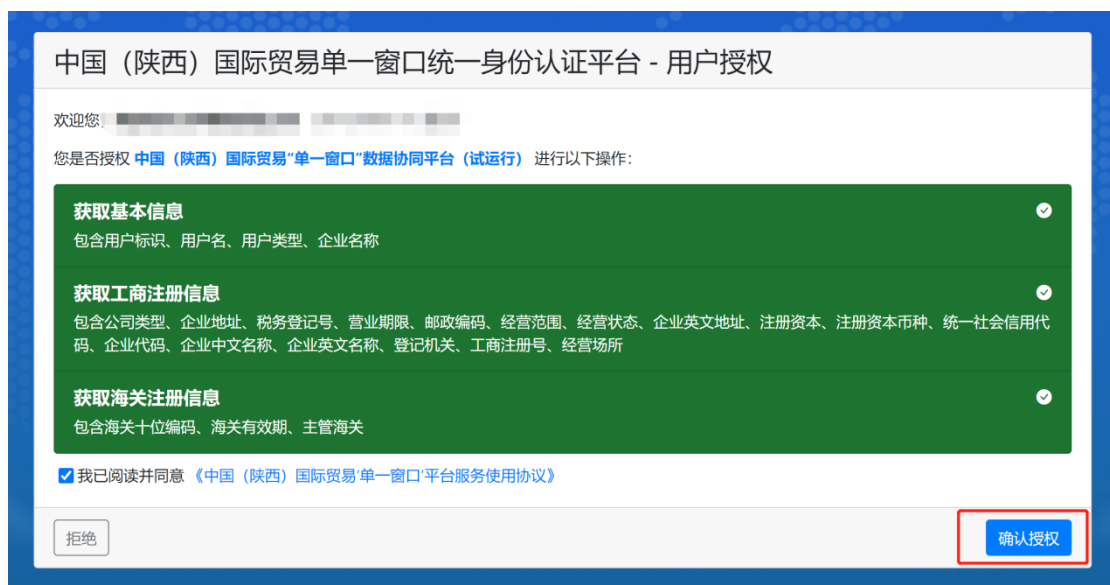 中国（陕西）国际贸易单一窗口统一身份认证平台 - 用户授权
欢迎您
您是否授权 中国（陕西）国际贸易“单一窗口”数据协同平台（试运行） 进行以下操作:
获取基本信息
包含用户标识、用户名、用户类型、企业名称
获取工商注册信息
包含公司类型、企业地址、税务登记号、营业期限、邮政编码、经营范围、经营状态、企业英文地址、注册资本、注册资本币种、统一社会信用代
码、企业代码、企业中文名称、企业英文名称、登记机关、工商注册号、经营场所
获取海关注册信息
包含海关十位编码、海关有效期、主管海关
我已阅读并同意 《中国（陕西）国际贸易‘单一窗口’平台服务使用协议》
拒绝
确认授权